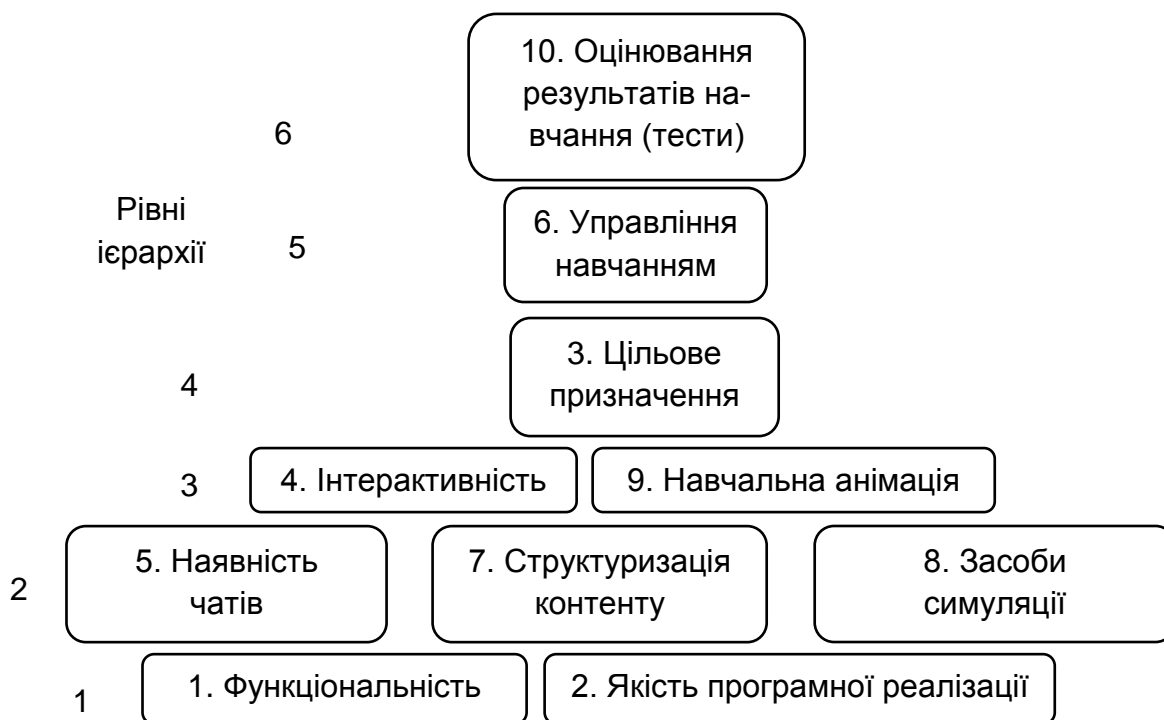 10. Оцінювання
результатів на-
вчання (тести)
6
Рівні
ієрархії
6. Управління
навчанням
5
3. Цільове
призначення
4
3
4. Інтерактивність
9. Навчальна анімація
2
5. Наявність
чатів
7. Структуризація
контенту
8. Засоби
симуляції
1
1. Функціональність
2. Якість програмної реалізації